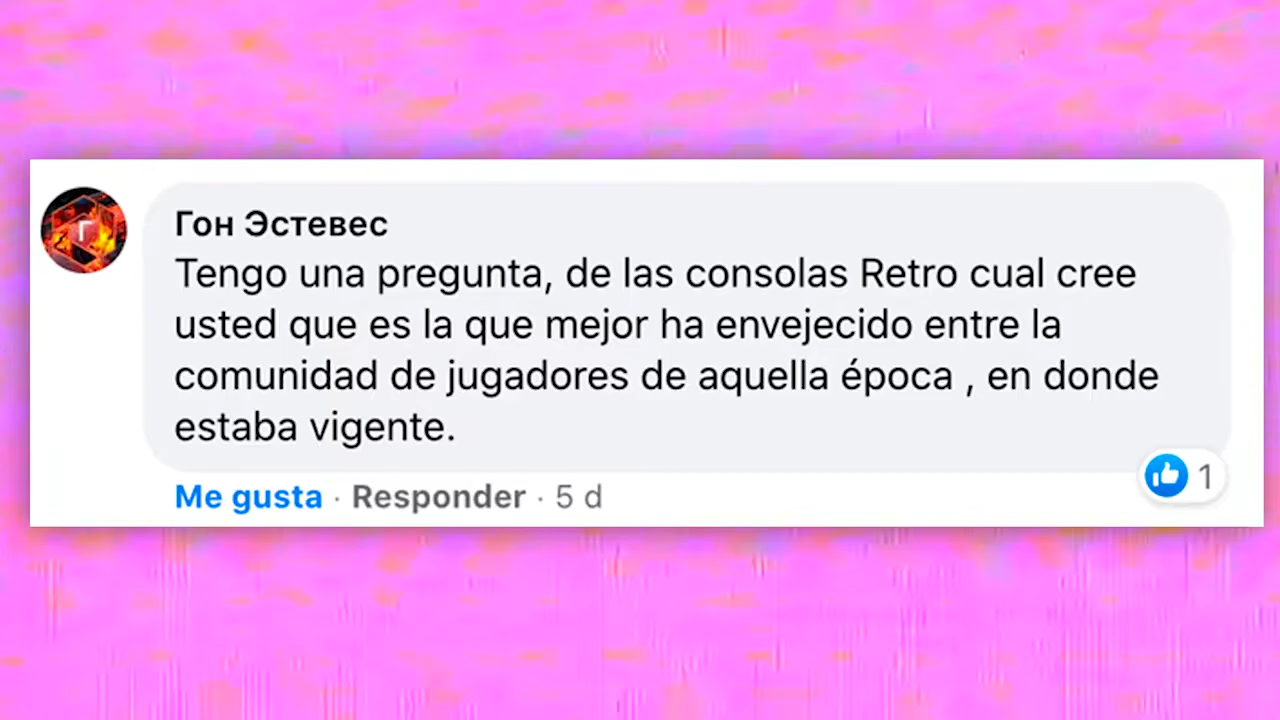 Гон Эстевес
Tengo una pregunta, de las consolas Retro cual cree
usted que es la que mejor ha envejecido entre la
comunidad de jugadores de aquella época , en donde
estaba vigente.
Me gusta · Responder · 5 d
1